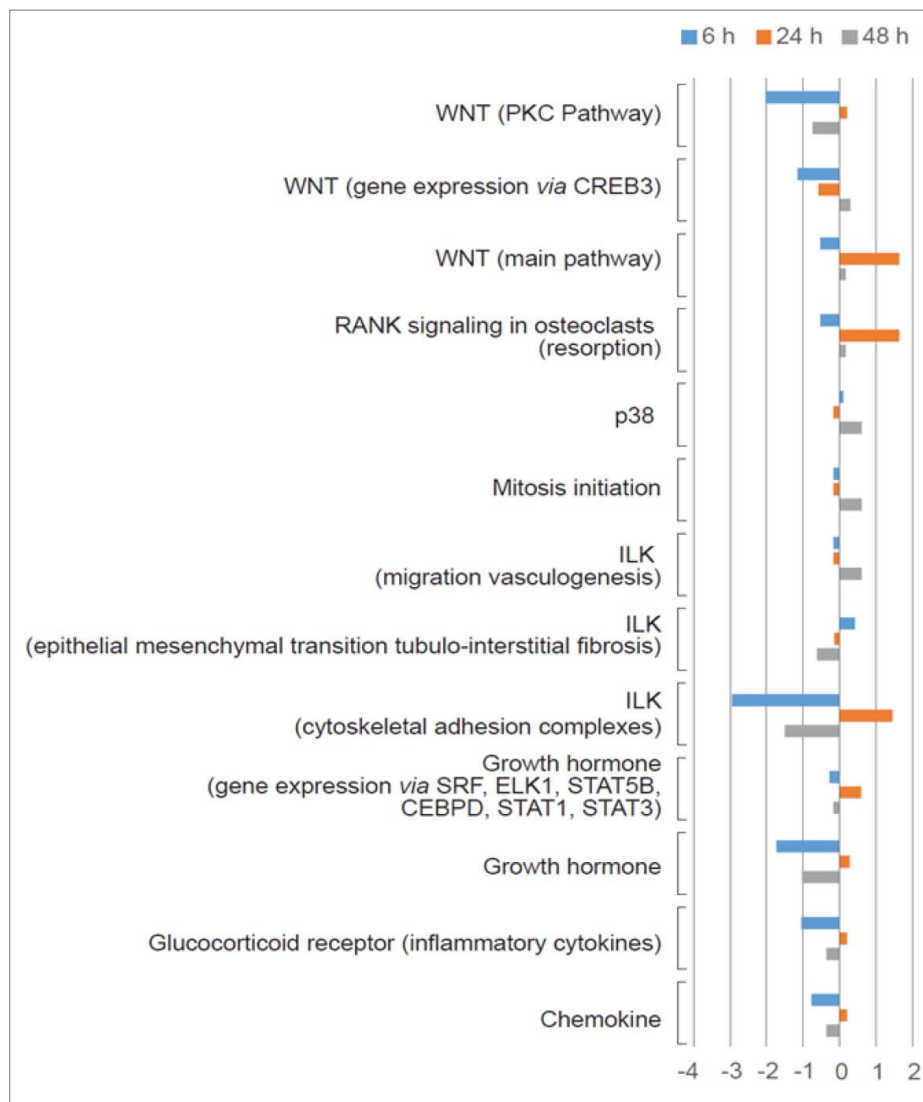 6 h 24 h 48 h
WNT (PKC Pathway)
WNT (gene expression via CREB3)
WNT (main pathway)
RANK signaling in osteoclasts
(resorption)
p38
Mitosis initiation
ILK
(migration vasculogenesis)
ILK
(epithelial mesenchymal transition tubulo-interstitial fibrosis)
ILK
(cytoskeletal adhesion complexes)
Growth hormone
(gene expression via SRF, ELK1, STAT5B,
CEBPD, STAT1, STAT3)
Growth hormone
Glucocorticoid receptor (inflammatory cytokines)
Chemokine
-4 -3 -2 -1 0 1 2